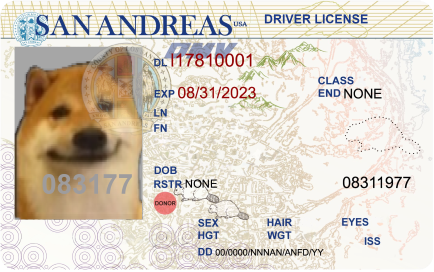 SAN ANDREAS USA DRIVER LICENSE
DMV
DL I17810001
CLASS
EXP 08/31/2023
END NONE
LN
FN
DOB
083177
RSTR NONE
08311977
DONOR
SEX HAIR EYES
HGT WGT
ISS
DD 00/0000/NNNAN/ANFD/YY